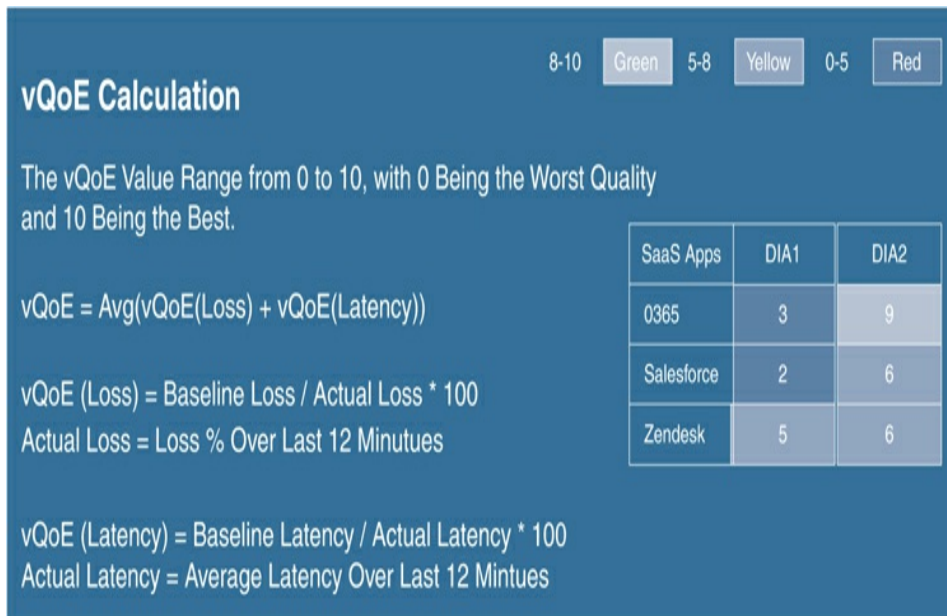 8-10 Green 5-8 Yellow 0-5 Red
vQoE Calculation
The vQoE Value Range from 0 to 10, with 0 Being the Worst Quality
and 10 Being the Best.
SaaS Apps DIA1 DIA2
0365 3 9
Salesforce 2 6
Zendesk 5 6
vQoE = Avg(vQoE(Loss) + vQoE(Latency))
vQoE (Loss) = Baseline Loss / Actual Loss * 100
Actual Loss = Loss % Over Last 12 Minutues
vQoE (Latency) = Baseline Latency / Actual Latency * 100
Actual Latency = Average Latency Over Last 12 Mintues